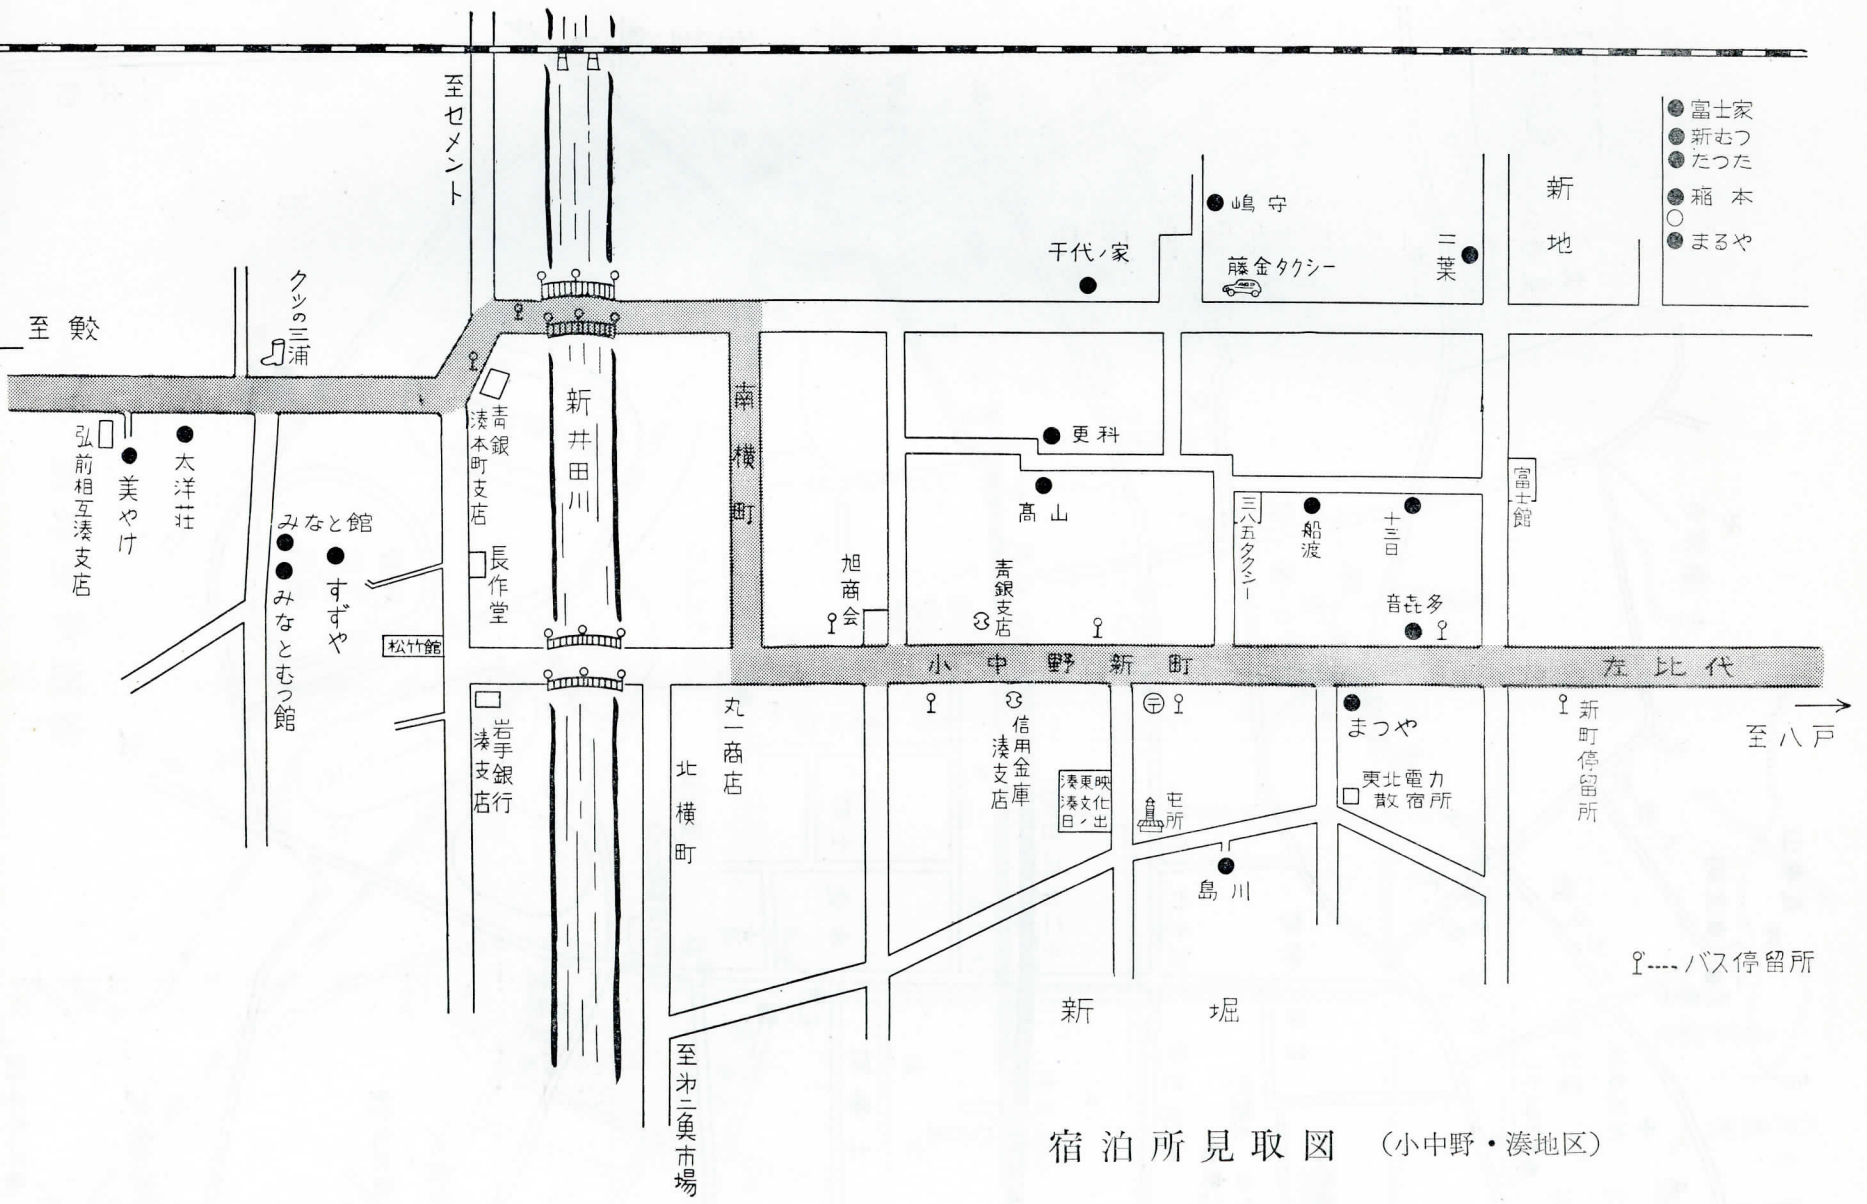 至セメント
富士家
新むつ
たつた
稲本
まるや
新地
嶋守
藤金タクシー
千代ノ家
二葉
クツの三浦
至鮫
新井田川
南横町
青銀
湊本町支店
弘前相互湊支店
美やけ
太洋荘
みなと館
みなとむつ館
すずや
長作堂
松竹館
更科
髙山
旭商会
青銀支店
三八五タクシー
船渡
十三日
富士館
音㐂多
小中野新町
左比代
至八戸
岩手銀行
湊支店
丸一商店
北横町
信用金庫
湊支店
湊東映
湊文化
日ノ出
〒
屯所
まつや
東北電力
散宿所
新町停留所
島川
バス停留所
新堀
至㐧二魚市場
宿泊所見取図 (小中野・湊地区)